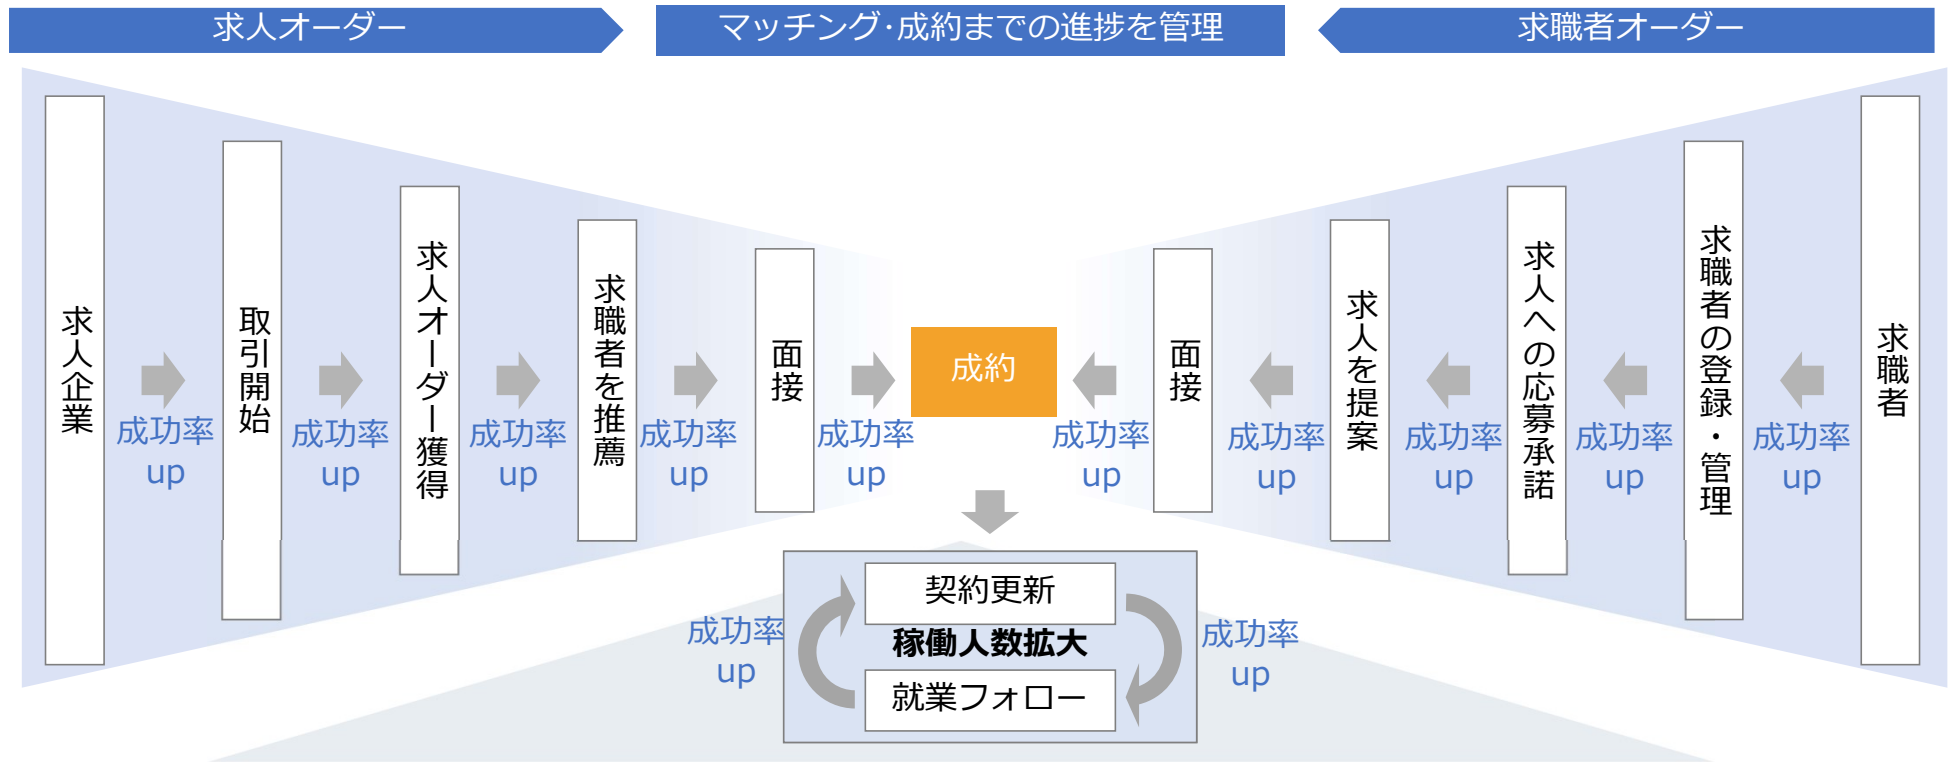 求人オーダー
マッチング・成約までの進捗を管理
求職者オーダー
求人企業
成功率
up
取引開始
成功率
up
求人オーダー獲得
成功率
up
求職者を推薦
成功率
up
面接
成功率
up
成約
成功率
up
面接
成功率
up
求人を提案
成功率
up
求人への応募承諾
成功率
up
求職者の登録・管理
成功率
up
求職者
成功率
up
契約更新
稼働人数拡大
就業フォロー
成功率
up